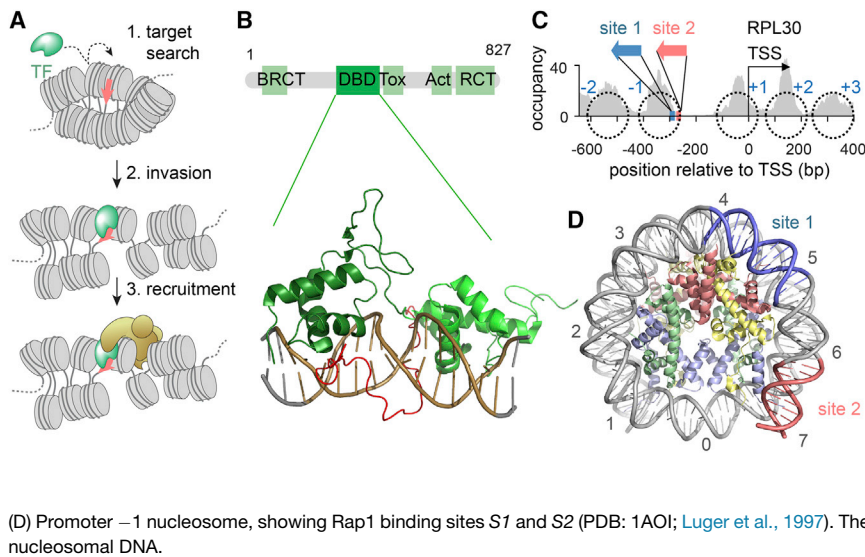 A
1. target
search
TF
2. invasion
3. recruitment
B
1
827
BRCT
DBD
Tox
Act
RCT
C
site 1
site 2
RPL30
TSS
occupancy
40
0
-2
-1
+1
+2
+3
-600
-400
-200
0
200
400
position relative to TSS (bp)
D
4
site 1
3
5
2
6
site 2
1
0
7
(D) Promoter −1 nucleosome, showing Rap1 binding sites S1 and S2 (PDB: 1AOI; Luger et al., 1997). The
nucleosomal DNA.